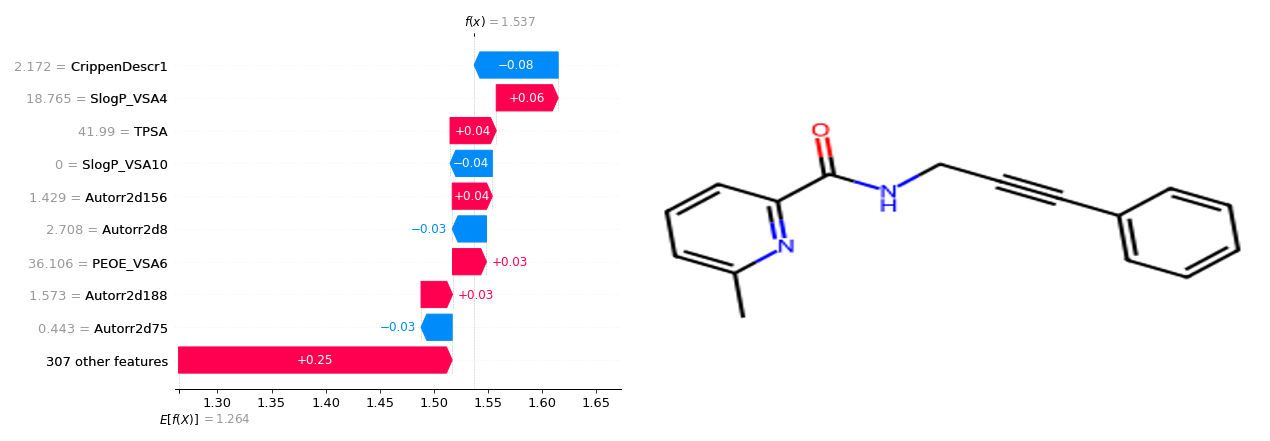 f(x) = 1.537
2.172 = CrippenDescr1 −0.08
18.765 = SlogP_VSA4 +0.06
41.99 = TPSA +0.04
0 = SlogP_VSA10 −0.04
1.429 = Autorr2d156 +0.04
2.708 = Autorr2d8 −0.03
36.106 = PEOE_VSA6 +0.03
1.573 = Autorr2d188 +0.03
0.443 = Autorr2d75 −0.03
307 other features +0.25
1.30 1.35 1.40 1.45 1.50 1.55 1.60 1.65
E[f(X)] = 1.264
O
N
H
N